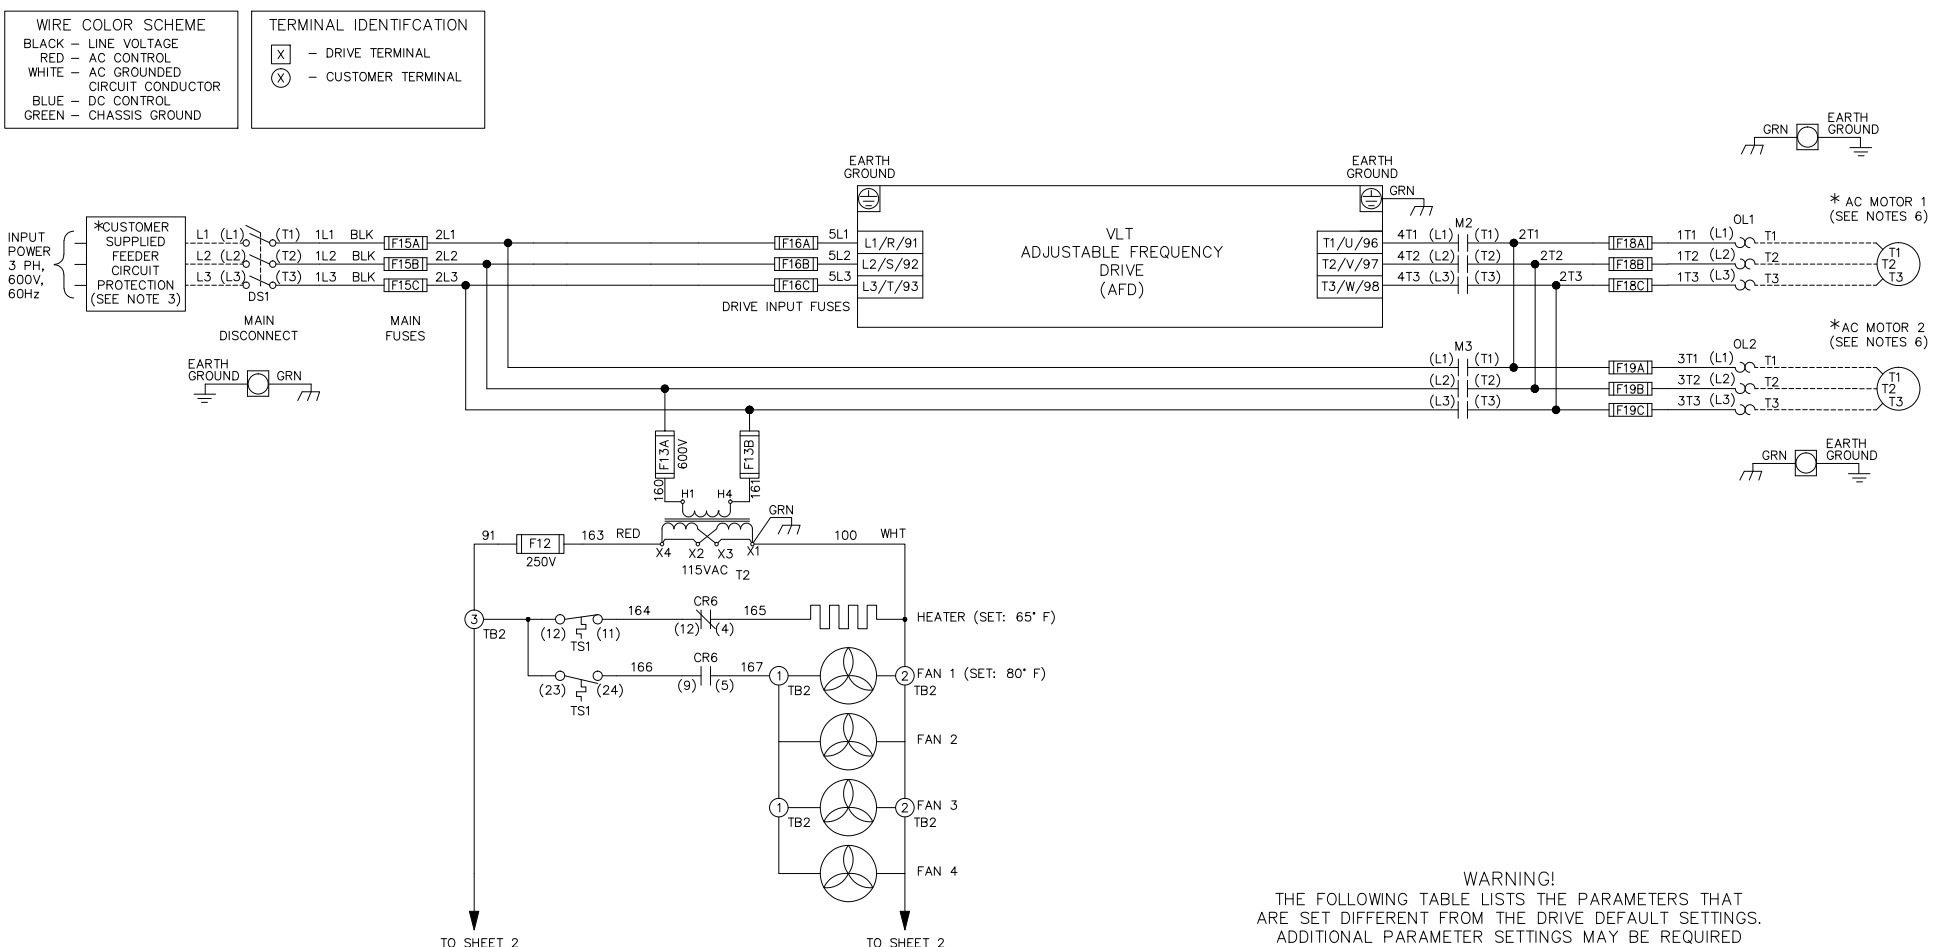 WIRE COLOR SCHEME
BLACK – LINE VOLTAGE
RED – AC CONTROL
WHITE – AC GROUNDED
CIRCUIT CONDUCTOR
BLUE – DC CONTROL
GREEN – CHASSIS GROUND
TERMINAL IDENTIFCATION
X – DRIVE TERMINAL
X – CUSTOMER TERMINAL
INPUT
POWER
3 PH,
600V,
60Hz
*CUSTOMER
SUPPLIED
FEEDER
CIRCUIT
PROTECTION
(SEE NOTE 3)
L1 (L1) (T1) 1L1 BLK F15A 2L1
L2 (L2) (T2) 1L2 BLK F15B 2L2
L3 (L3) (T3) 1L3 BLK F15C 2L3
DS1
MAIN
DISCONNECT
MAIN
FUSES
EARTH
GROUND GRN
F16A 5L1 L1/R/91
F16B 5L2 L2/S/92
F16C 5L3 L3/T/93
DRIVE INPUT FUSES
EARTH
GROUND
VLT
ADJUSTABLE FREQUENCY
DRIVE
(AFD)
EARTH
GROUND
GRN
M2
T1/U/96 4T1 (L1) (T1) 2T1 F18A 1T1 (L1) T1
T2/V/97 4T2 (L2) (T2) 2T2 F18B 1T2 (L2) T2
T3/W/98 4T3 (L3) (T3) 2T3 F18C 1T3 (L3) T3
OL1
GRN EARTH
GROUND
* AC MOTOR 1
(SEE NOTES 6)
T1
T2
T3
M3
(L1) (T1) F19A 3T1 (L1) T1
(L2) (T2) F19B 3T2 (L2) T2
(L3) (T3) F19C 3T3 (L3) T3
OL2
*AC MOTOR 2
(SEE NOTES 6)
T1
T2
T3
GRN EARTH
GROUND
F13A
600V
F13B
160
161
H1 H4
GRN
91 F12 163 RED
250V
X4 X2 X3 X1
100 WHT
115VAC T2
3
TB2
(12) (11)
TS1
164
CR6
(12) (4)
165
HEATER (SET: 65° F)
(23) (24)
TS1
166
CR6
(9) (5)
167
1
TB2
2
TB2
FAN 1 (SET: 80° F)
FAN 2
1
TB2
2
TB2
FAN 3
FAN 4
TO SHEET 2
TO SHEET 2
WARNING!
THE FOLLOWING TABLE LISTS THE PARAMETERS THAT
ARE SET DIFFERENT FROM THE DRIVE DEFAULT SETTINGS.
ADDITIONAL PARAMETER SETTINGS MAY BE REQUIRED